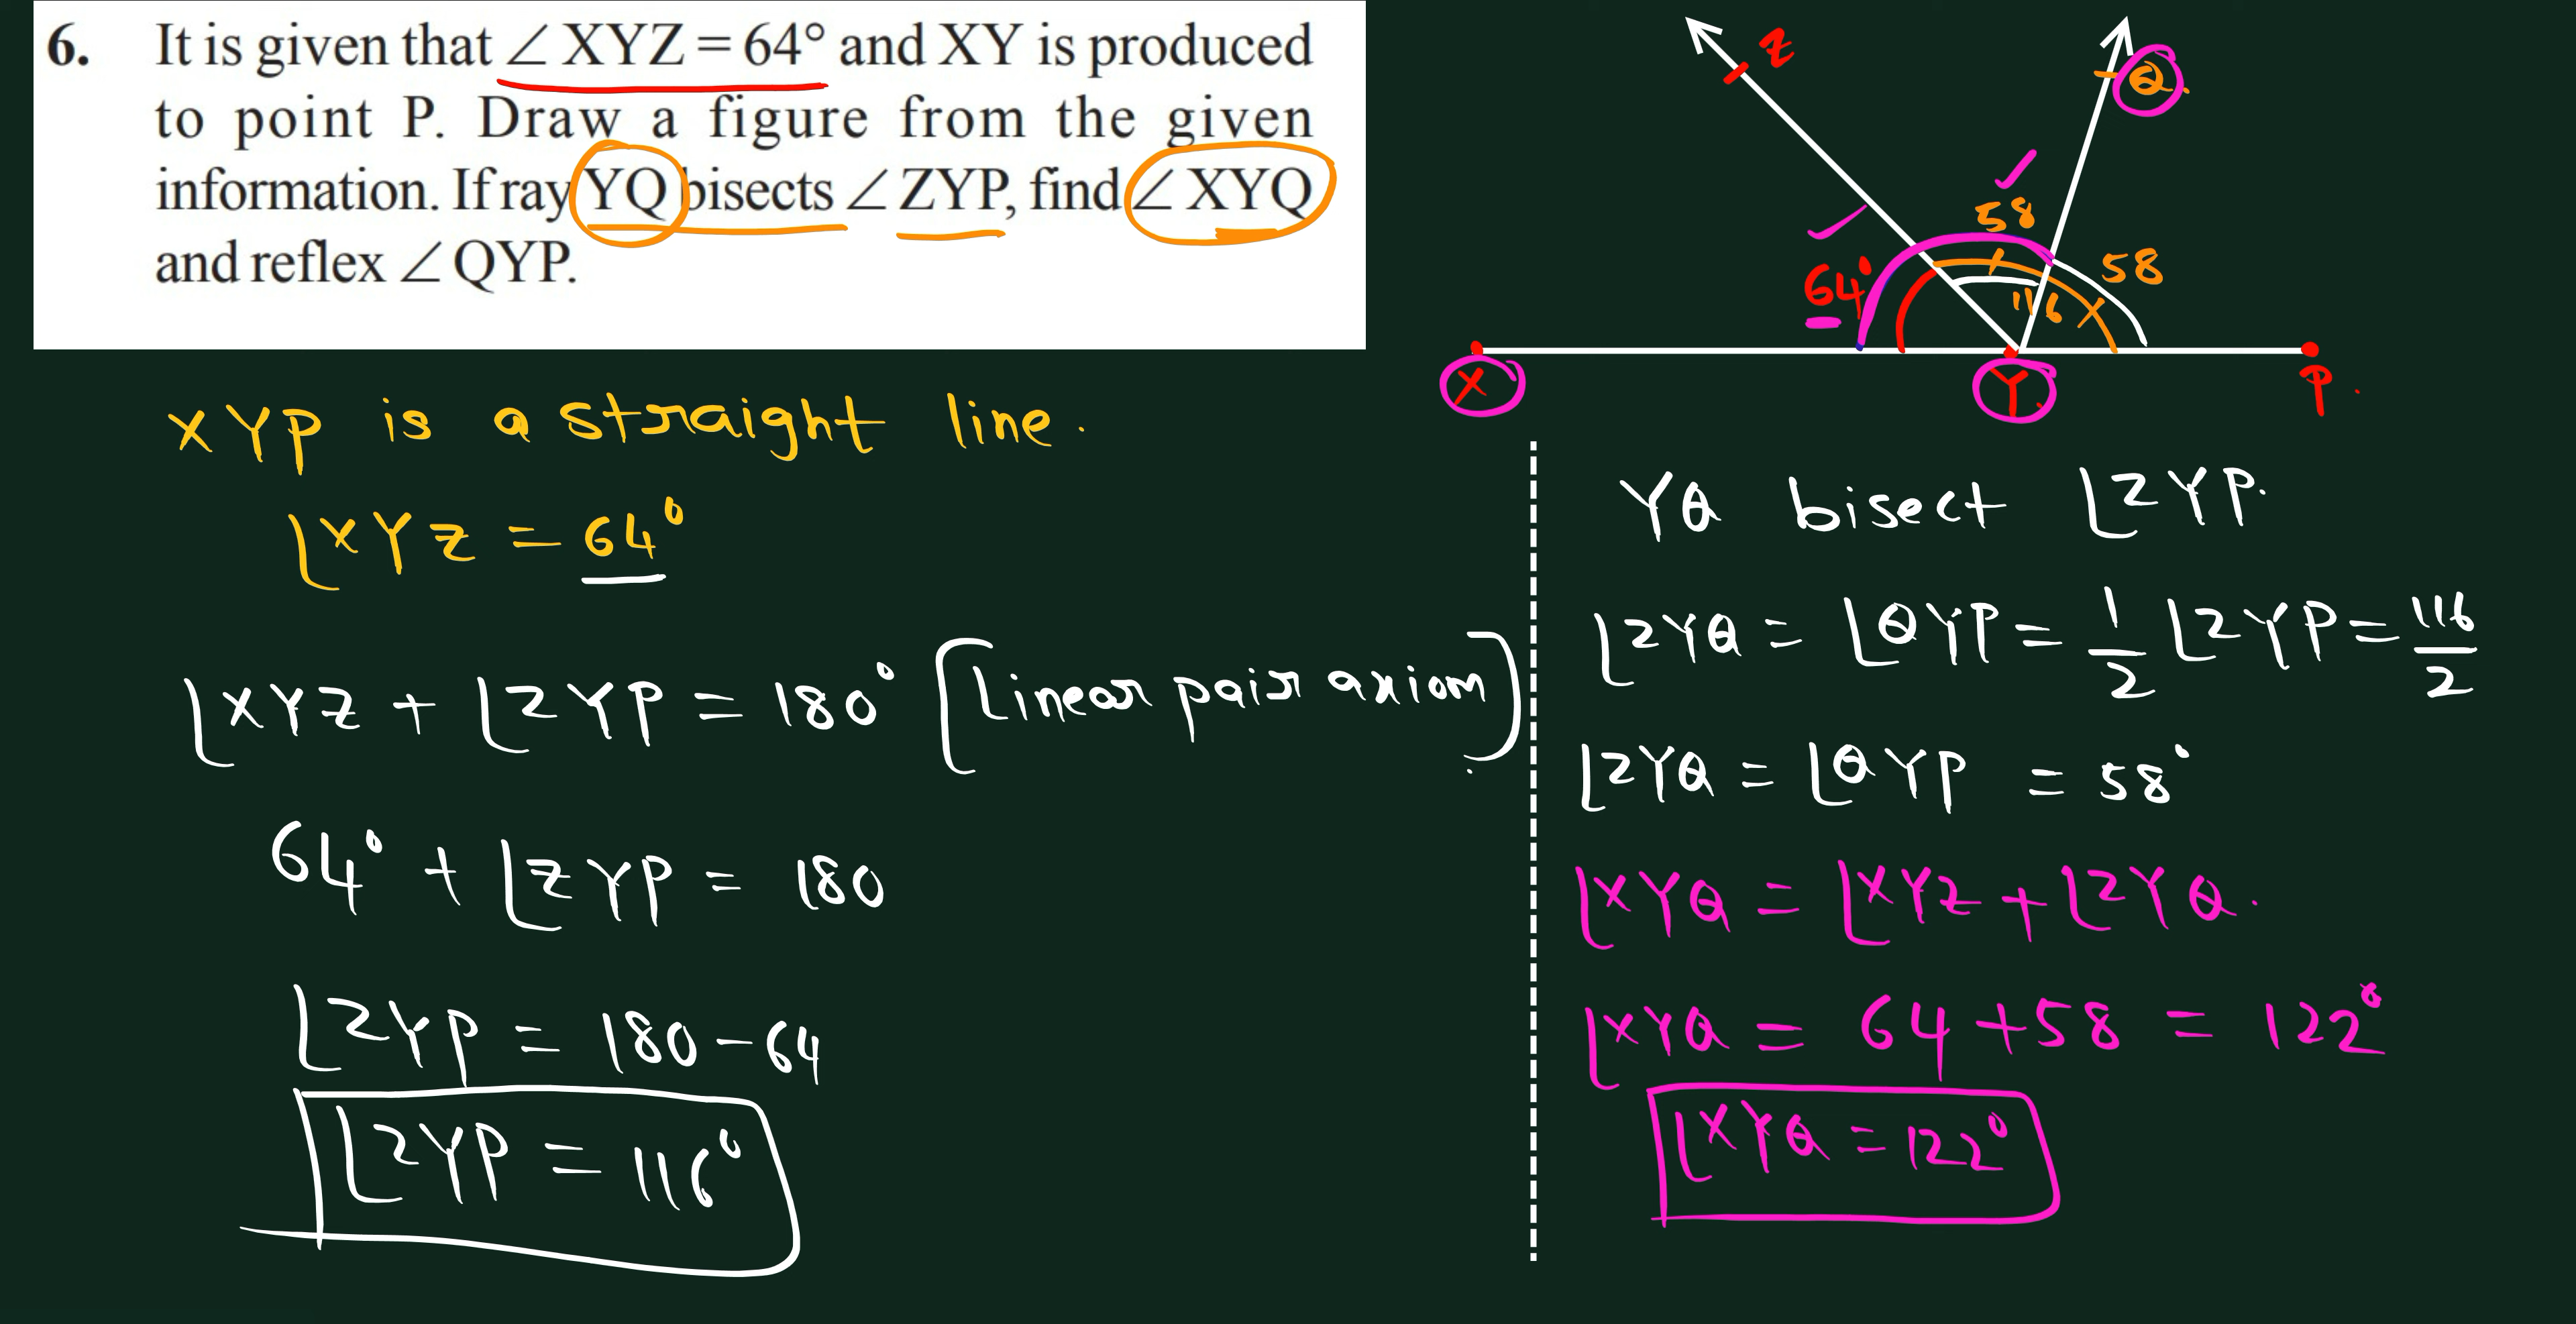 6. It is given that ∠ XYZ = 64° and XY is produced
to point P. Draw a figure from the given
information. If ray YQ bisects ∠ ZYP, find ∠ XYQ
and reflex ∠ QYP.
Z
Q
58
58
64°
116
X
Y
P.
XYP is a straight line.
∠XYZ = 64°
∠XYZ + ∠ZYP = 180° [Linear pair axiom]
64° + ∠ZYP = 180
∠ZYP = 180 - 64
∠ZYP = 116°
YQ bisect ∠ZYP.
∠ZYQ = ∠QYP = 1/2 ∠ZYP = 116/2
∠ZYQ = ∠QYP = 58°
∠XYQ = ∠XYZ + ∠ZYQ.
∠XYQ = 64 + 58 = 122°
∠XYQ = 122°